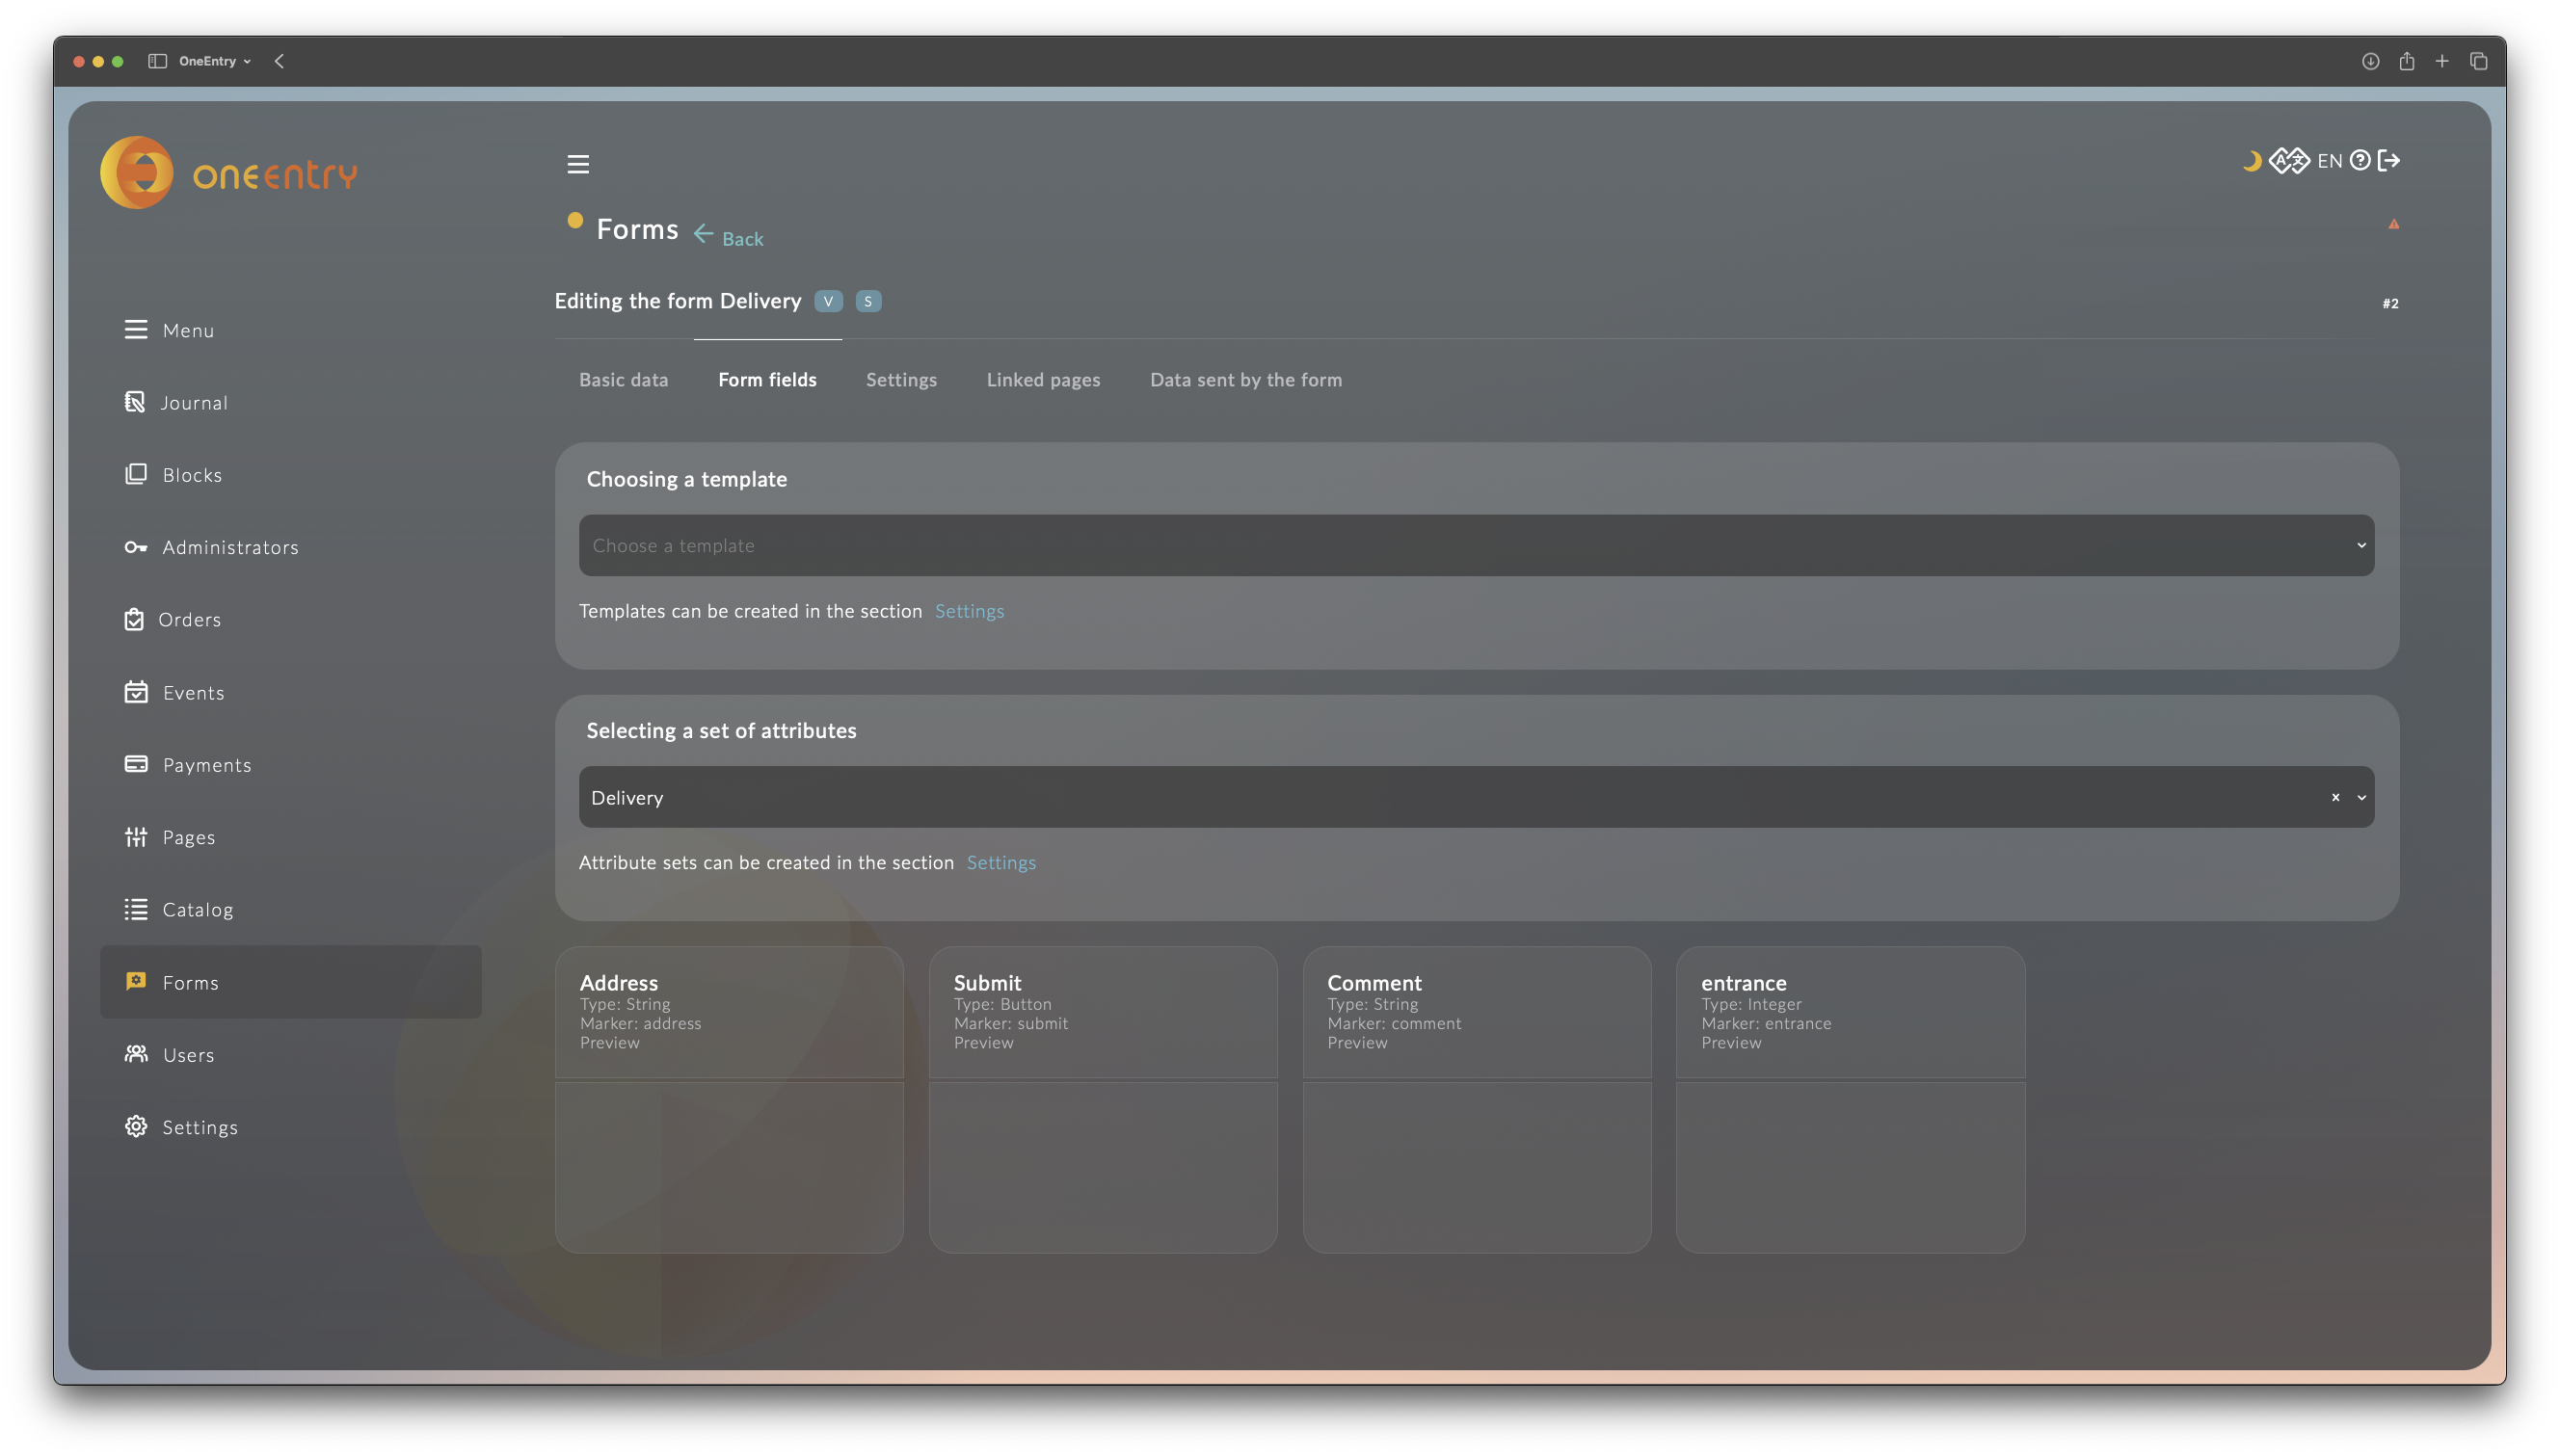 OneEntry
oneentry
EN
Forms
Back
Editing the form Delivery V S
#2
Menu
Journal
Blocks
Administrators
Orders
Events
Payments
Pages
Catalog
Forms
Users
Settings
Basic data
Form fields
Settings
Linked pages
Data sent by the form
Choosing a template
Choose a template
Templates can be created in the section Settings
Selecting a set of attributes
Delivery
Attribute sets can be created in the section Settings
Address
Type: String
Marker: address
Preview
Submit
Type: Button
Marker: submit
Preview
Comment
Type: String
Marker: comment
Preview
entrance
Type: Integer
Marker: entrance
Preview